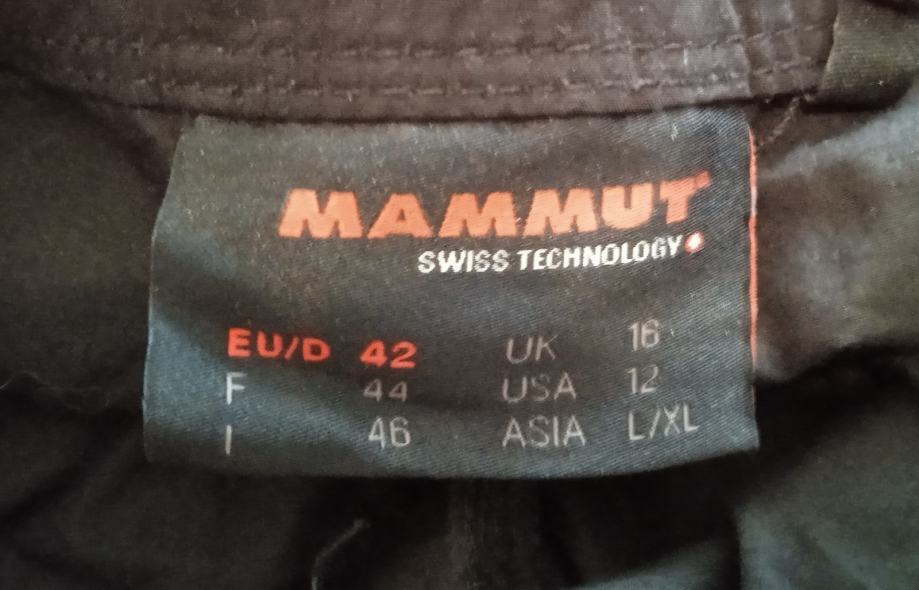 MAMMUT
SWISS TECHNOLOGY
EU/D 42 UK 16
F 44 USA 12
I 46 ASIA L/XL